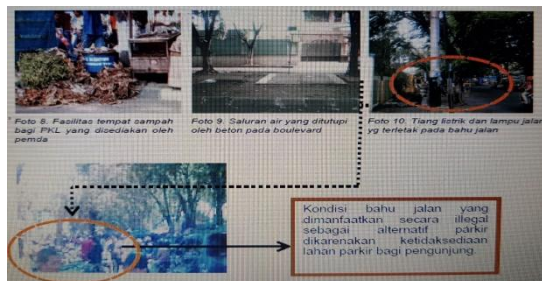 Foto 8. Fasilitas tempat sampah
bagi PKL yang disediakan oleh
pemda
Foto 9. Saluran air yang ditutupi
oleh beton pada boulevard
Foto 10. Tiang listrik dan lampu jalan
yg terletak pada bahu jalan
Kondisi bahu jalan yang
dimanfaatkan secara illegal
sebagai alternatif parkir
dikarenakan ketidaksediaan
lahan parkir bagi pengunjung.